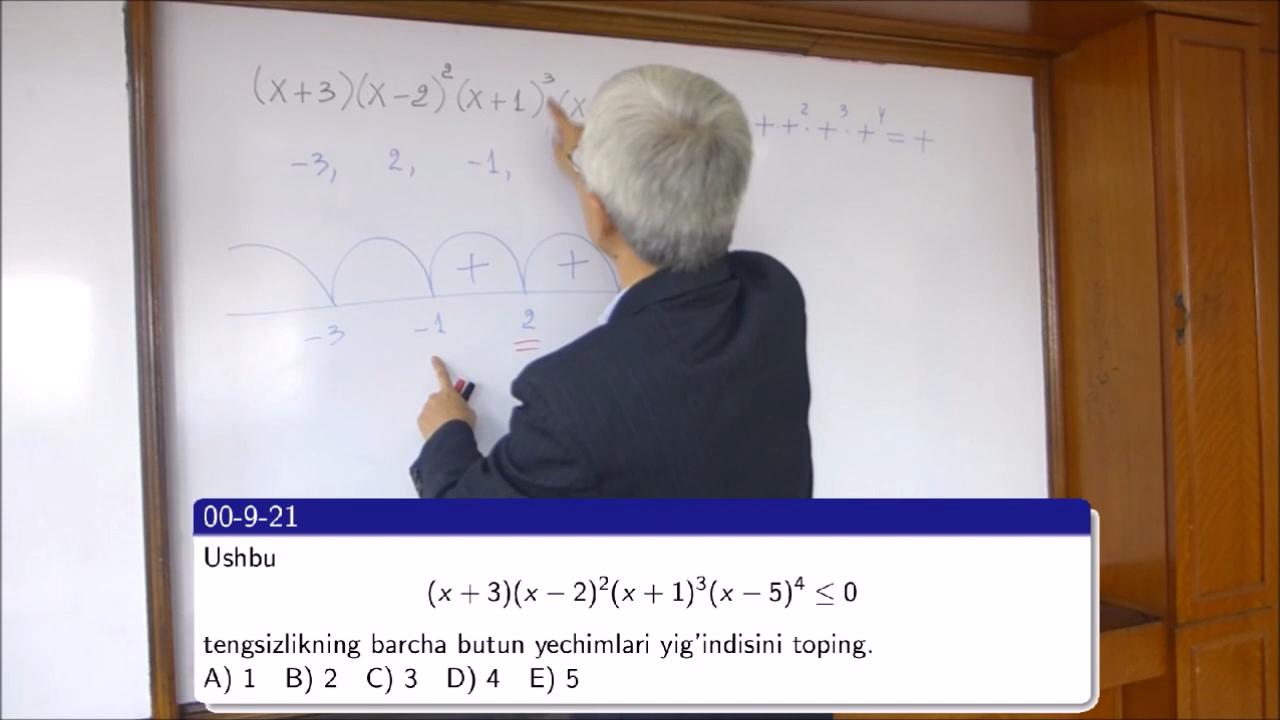 (x+3)(x-2)²(x+1)³(x
+·+²·+³·+⁴=+
-3, 2, -1,
+ +
-3 -1 2
00-9-21
Ushbu
(x + 3)(x − 2)²(x + 1)³(x − 5)⁴ ≤ 0
tengsizlikning barcha butun yechimlari yig'indisini toping.
A) 1 B) 2 C) 3 D) 4 E) 5